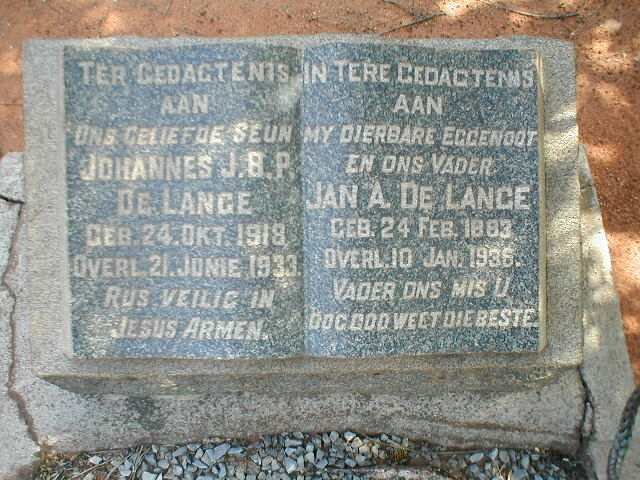 TER GEDAGTENIS
AAN
ONS GELIEFDE SEUN
JOHANNES J.B.P.
DE LANGE
GEB. 24. OKT. 1918
OVERL. 21. JUNIE 1933.
RUS VEILIG IN
JESUS ARMEN.
IN TERE GEDAGTENIS
AAN
MY DIERBARE EGGENOOT
EN ONS VADER
JAN A. DE LANGE
GEB. 24 FEB. 1883
OVERL. 10 JAN. 1936.
VADER ONS MIS U
DOG GOD WEET DIE BESTE